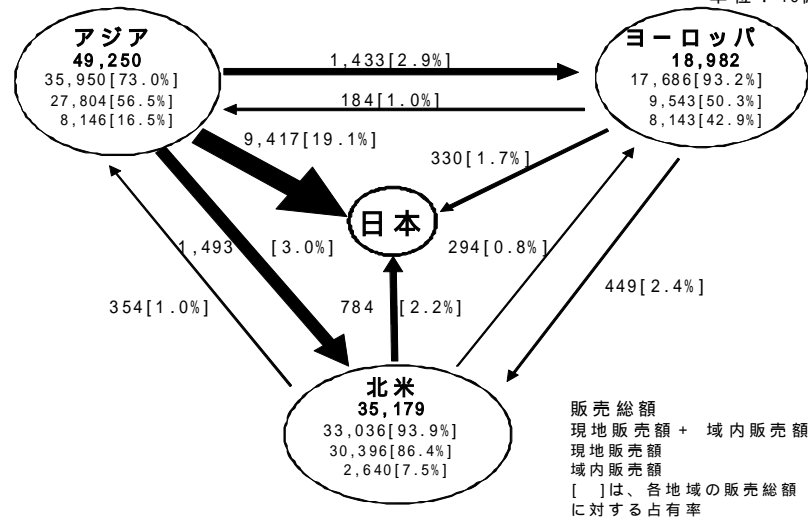 アジア
49,250
35,950[73.0%]
27,804[56.5%]
8,146[16.5%]
ヨーロッパ
18,982
17,686[93.2%]
9,543[50.3%]
8,143[42.9%]
1,433[2.9%]
184[1.0%]
9,417[19.1%]
330[1.7%]
日本
1,493 [3.0%]
294[0.8%]
354[1.0%]
784 [2.2%]
449[2.4%]
北米
35,179
33,036[93.9%]
30,396[86.4%]
2,640[7.5%]
販売総額
現地販売額+ 域内販売額
現地販売額
域内販売額
[ ]は、各地域の販売総額
に対する占有率